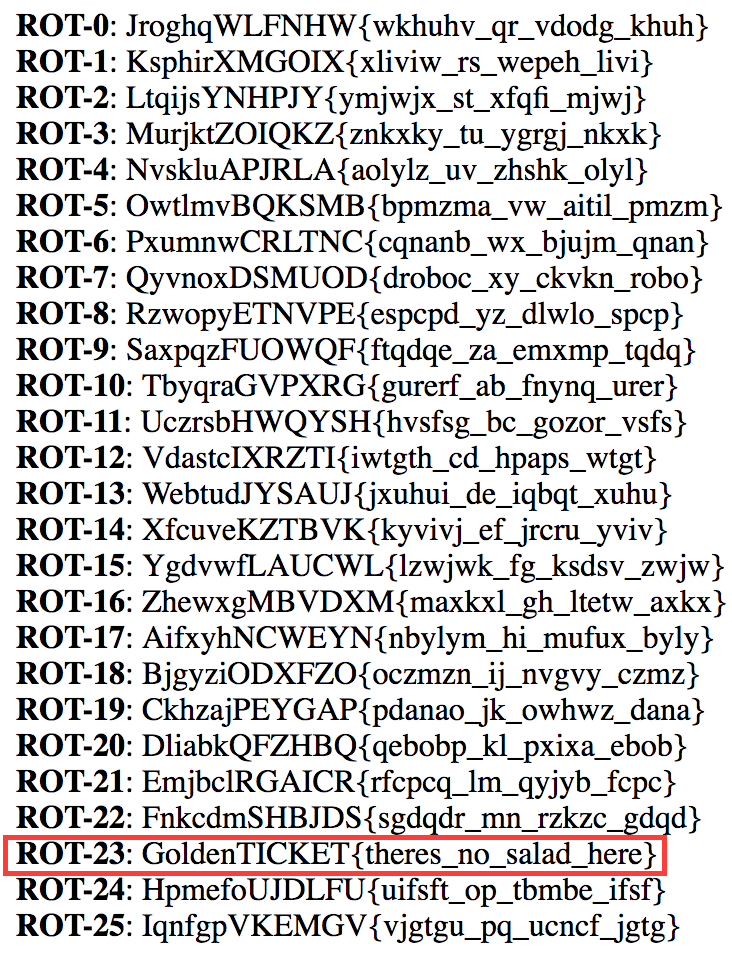 ROT-0: JroghqWLFNHW{wkhuhv_qr_vdodg_khuh}
ROT-1: KsphirXMGOIX{xliviw_rs_wepeh_livi}
ROT-2: LtqijsYNHPJY{ymjwjx_st_xfqfi_mjwj}
ROT-3: MurjktZOIQKZ{znkxky_tu_ygrgj_nkxk}
ROT-4: NvskluAPJRLA{aolylz_uv_zhshk_olyl}
ROT-5: OwtlmvBQKSMB{bpmzma_vw_aitil_pmzm}
ROT-6: PxumnwCRLTNC{cqnanb_wx_bjujm_qnan}
ROT-7: QyvnoxDSMUOD{droboc_xy_ckvkn_robo}
ROT-8: RzwopyETNVPE{espcpd_yz_dlwlo_spcp}
ROT-9: SaxpqzFUOWQF{ftqdqe_za_emxmp_tqdq}
ROT-10: TbyqraGVPXRG{gurerf_ab_fnynq_urer}
ROT-11: UczrsbHWQYSH{hvsfsg_bc_gozor_vsfs}
ROT-12: VdastcIXRZTI{iwtgth_cd_hpaps_wtgt}
ROT-13: WebtudJYSAUJ{jxuhui_de_iqbqt_xuhu}
ROT-14: XfcuveKZTBVK{kyvivj_ef_jrcru_yviv}
ROT-15: YgdvwfLAUCWL{lzwjwk_fg_ksdsv_zwjw}
ROT-16: ZhewxgMBVDXM{maxkxl_gh_ltetw_axkx}
ROT-17: AifxyhNCWEYN{nbylym_hi_mufux_byly}
ROT-18: BjgyziODXFZO{oczmzn_ij_nvgvy_czmz}
ROT-19: CkhzajPEYGAP{pdanao_jk_owhwz_dana}
ROT-20: DliabkQFZHBQ{qebobp_kl_pxixa_ebob}
ROT-21: EmjbclRGAICR{rfcpcq_lm_qyjyb_fcpc}
ROT-22: FnkcdmSHBJDS{sgdqdr_mn_rzkzc_gdqd}
ROT-23: GoldenTICKET{theres_no_salad_here}
ROT-24: HpmefoUJDLFU{uifsft_op_tbmbe_ifsf}
ROT-25: IqnfgpVKEMGV{vjgtgu_pq_ucncf_jgtg}